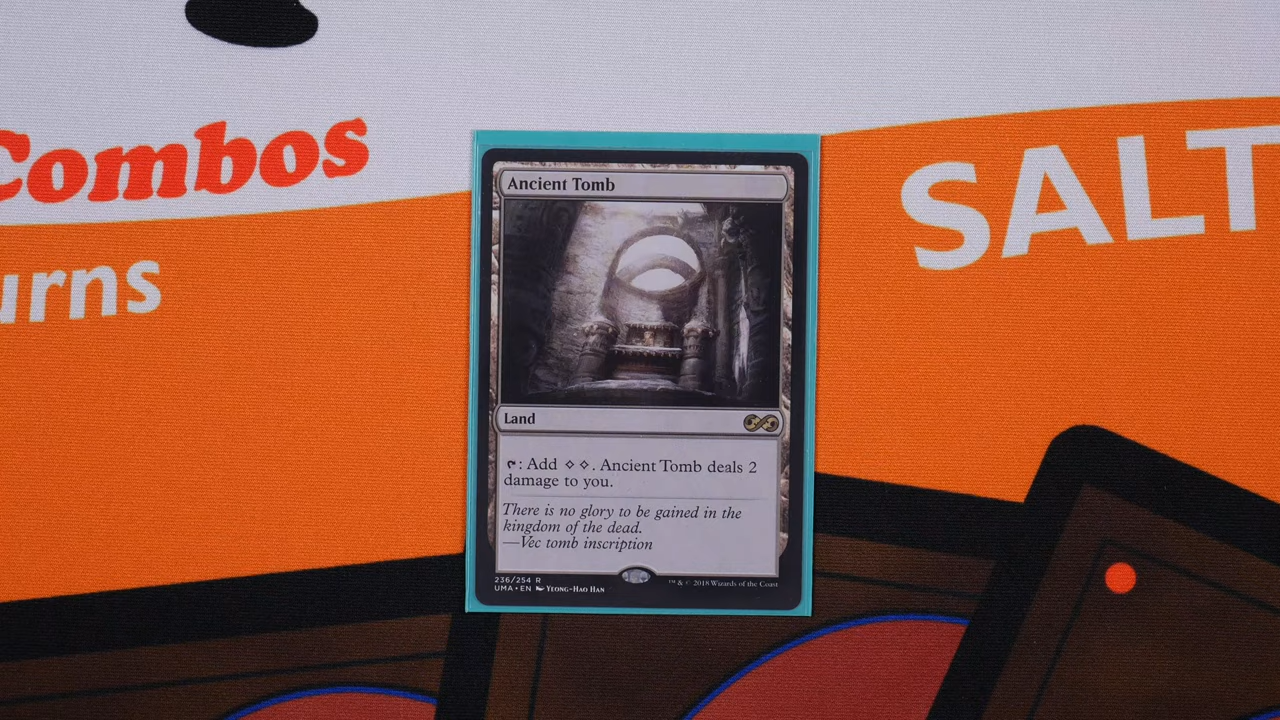 Combos
urns
SALT
Ancient Tomb
Land
: Add . Ancient Tomb deals 2
damage to you.
There is no glory to be gained in the
kingdom of the dead.
—Vec tomb inscription
236/254 R
UMA • EN Yeong-Hao Han
™ & © 2018 Wizards of the Coast